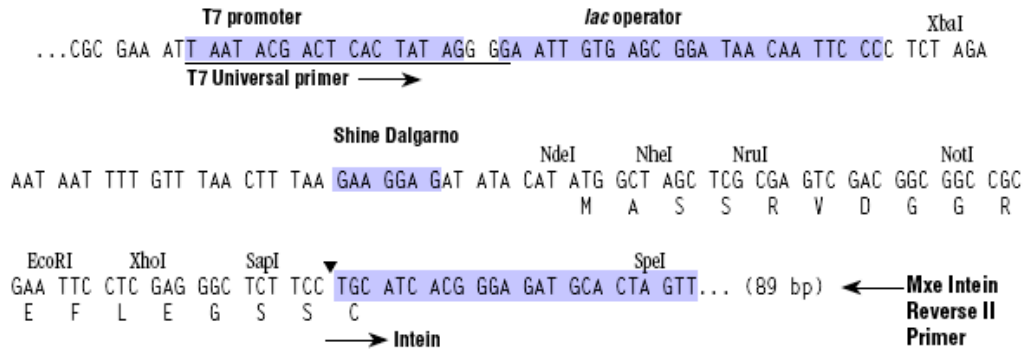 T7 promoter lac operator XbaI
...CGC GAA ATT AAT ACG ACT CAC TAT AGG GGA ATT GTG AGC GGA TAA CAA TTC CCC TCT AGA
T7 Universal primer
Shine Dalgarno
NdeI NheI NruI NotI
AAT AAT TTT GTT TAA CTT TAA GAA GGA GAT ATA CAT ATG GCT AGC TCG CGA GTC GAC GGC GGC CGC
M A S S R V D G G R
EcoRI XhoI SapI SpeI
GAA TTC CTC GAG GGC TCT TCC TGC ATC ACG GGA GAT GCA CTA GTT... (89 bp) Mxe Intein
E F L E G S S C Reverse II
Intein Primer